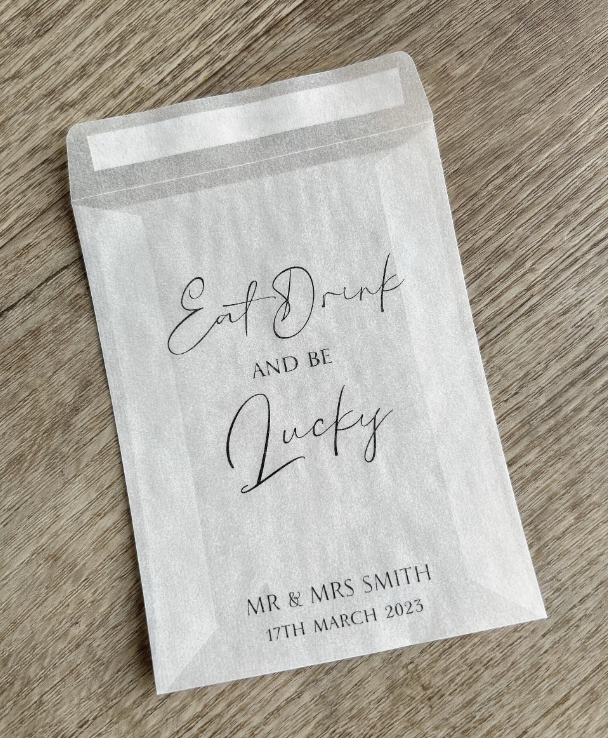 Eat Drink
AND BE
Lucky
MR & MRS SMITH
17TH MARCH 2023